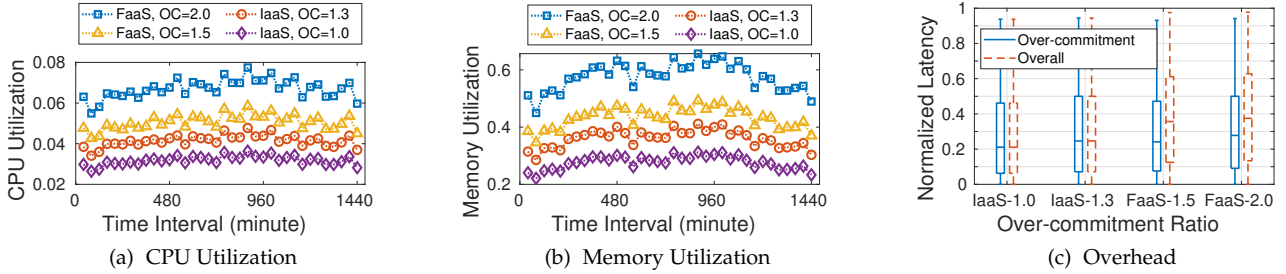 FaaS, OC=2.0
IaaS, OC=1.3
FaaS, OC=1.5
IaaS, OC=1.0
CPU Utilization
0.08
0.06
0.04
0.02
0
480
960
1440
Time Interval (minute)
(a) CPU Utilization
FaaS, OC=2.0
IaaS, OC=1.3
FaaS, OC=1.5
IaaS, OC=1.0
Memory Utilization
0.6
0.4
0.2
0
480
960
1440
Time Interval (minute)
(b) Memory Utilization
Normalized Latency
1
0.8
0.6
0.4
0.2
0
Over-commitment
Overall
IaaS-1.0
IaaS-1.3
FaaS-1.5
FaaS-2.0
Over-commitment Ratio
(c) Overhead